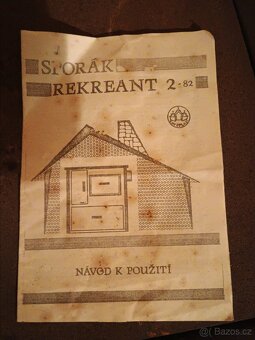 SPORÁK
REKREANT 2-82
NÁVOD K POUŽITÍ
Bazos.cz